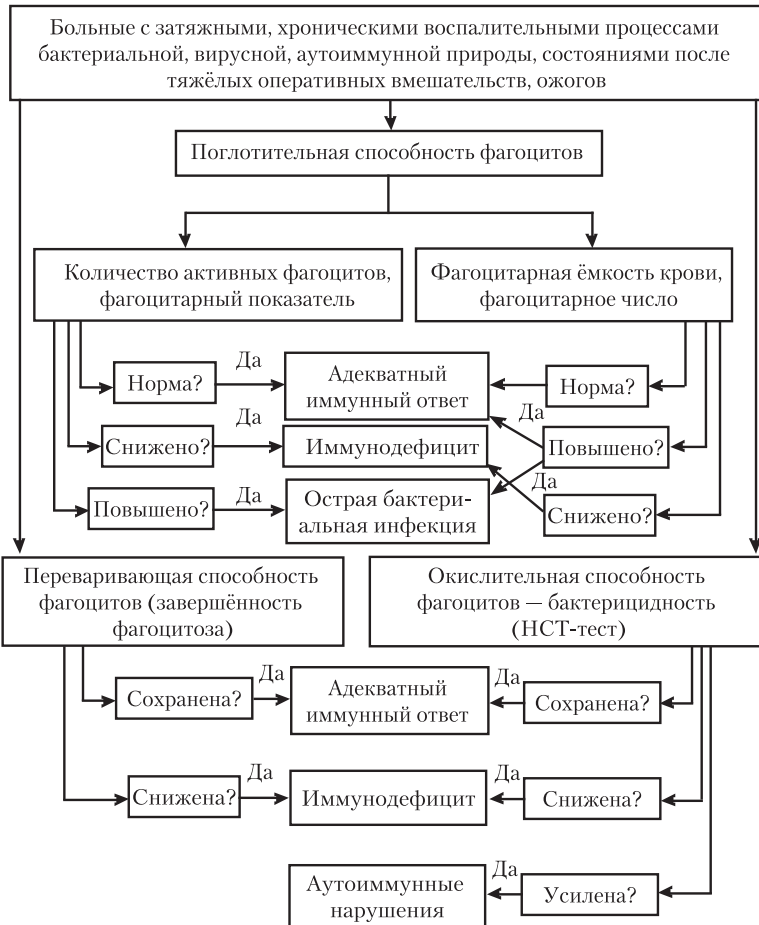 Больные с затяжными, хроническими воспалительными процессами
бактериальной, вирусной, аутоиммунной природы, состояниями после
тяжёлых оперативных вмешательств, ожогов
Поглотительная способность фагоцитов
Количество активных фагоцитов,
фагоцитарный показатель
Фагоцитарная ёмкость крови,
фагоцитарное число
Норма?
Да
Адекватный
иммунный ответ
Норма?
Снижено?
Да
Иммунодефицит
Да
Повышено?
Повышено?
Да
Острая бактери-
альная инфекция
Да
Снижено?
Переваривающая способность
фагоцитов (завершённость
фагоцитоза)
Окислительная способность
фагоцитов — бактерицидность
(НСТ-тест)
Сохранена?
Да
Адекватный
иммунный ответ
Да
Сохранена?
Снижена?
Да
Иммунодефицит
Да
Снижена?
Аутоиммунные
нарушения
Да
Усилена?